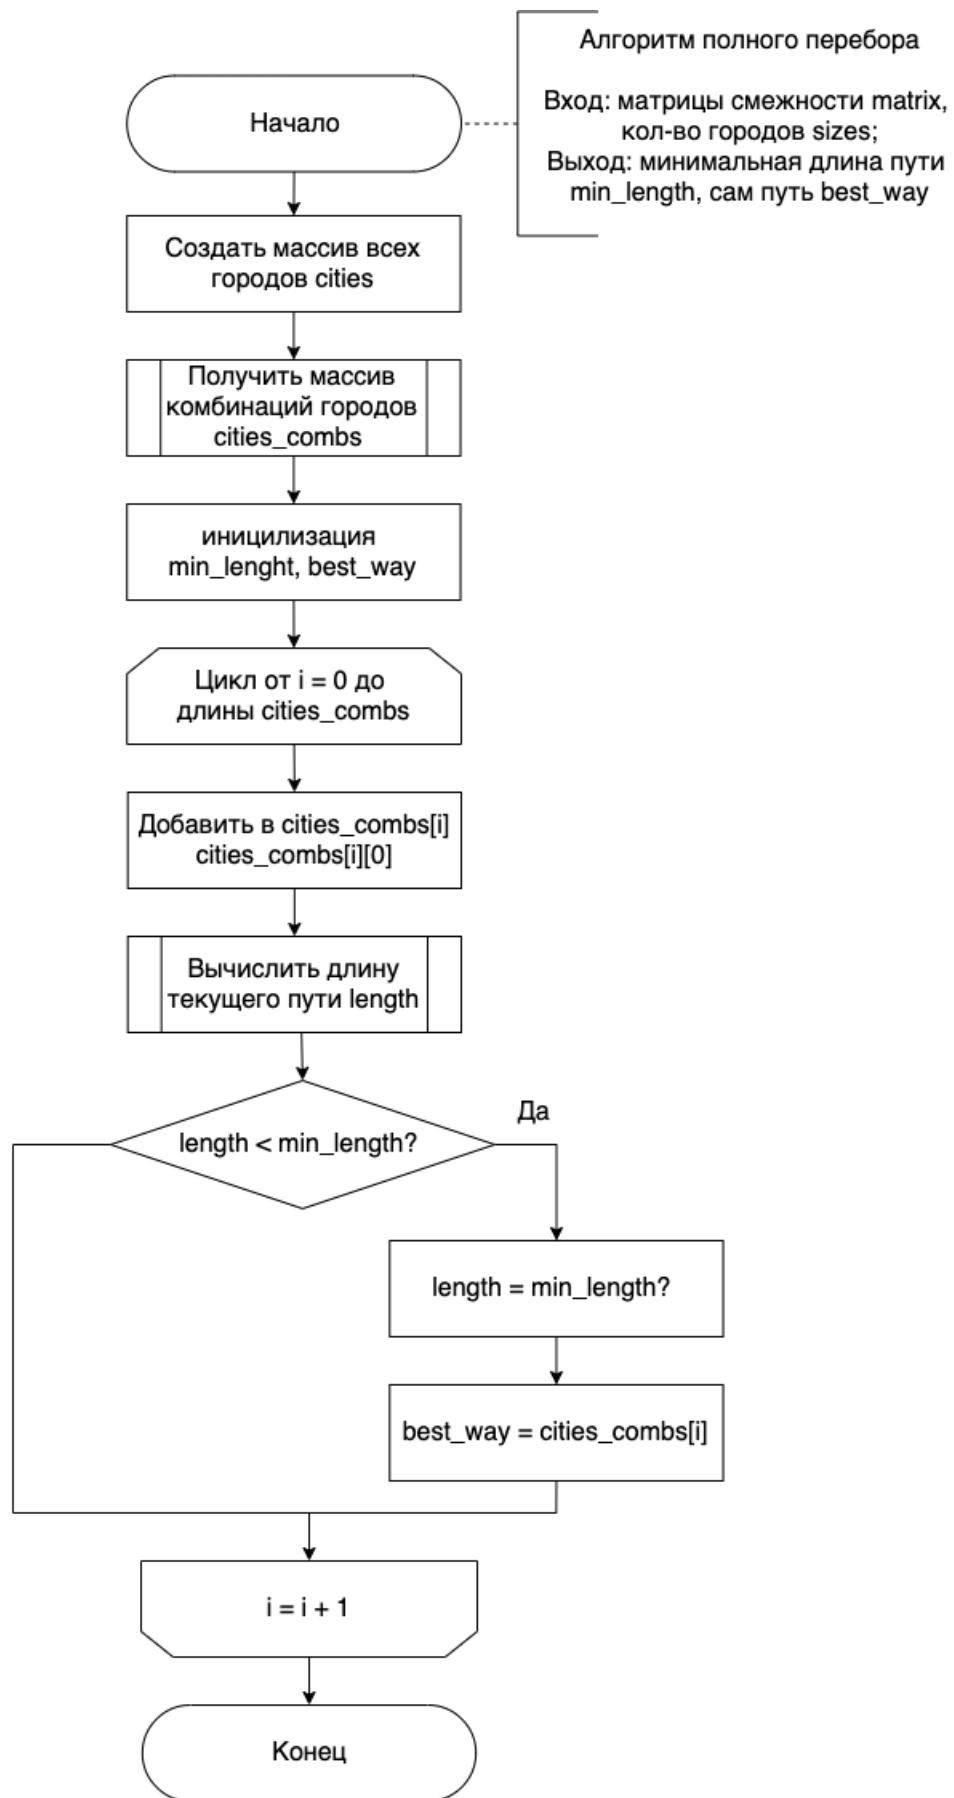 Алгоритм полного перебора
Вход: матрицы смежности matrix,
кол-во городов sizes;
Выход: минимальная длина пути
min_length, сам путь best_way
Начало
Создать массив всех
городов cities
Получить массив
комбинаций городов
cities_combs
иницилизация
min_lenght, best_way
Цикл от i = 0 до
длины cities_combs
Добавить в cities_combs[i]
cities_combs[i][0]
Вычислить длину
текущего пути length
length < min_length?
Да
length = min_length?
best_way = cities_combs[i]
i = i + 1
Конец